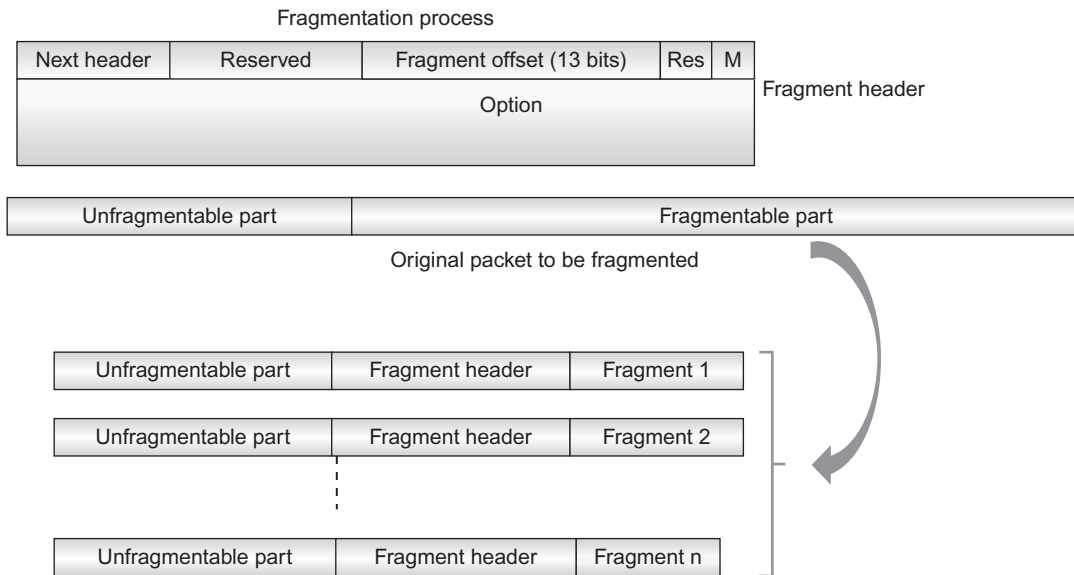 Fragmentation process
Next header Reserved Fragment offset (13 bits) Res M
Fragment header
Option
Unfragmentable part Fragmentable part
Original packet to be fragmented
Unfragmentable part Fragment header Fragment 1
Unfragmentable part Fragment header Fragment 2
Unfragmentable part Fragment header Fragment n